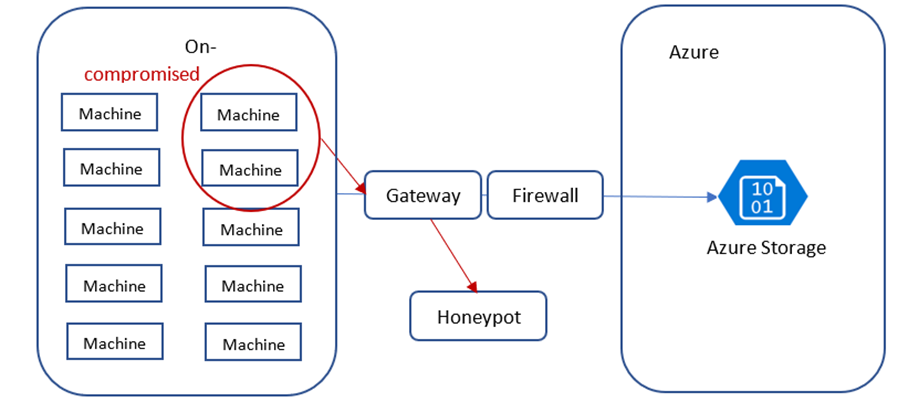 On-
compromised
Machine
Machine
Machine
Machine
Machine
Machine
Machine
Machine
Machine
Machine
Gateway
Firewall
Honeypot
Azure
10
01
Azure Storage